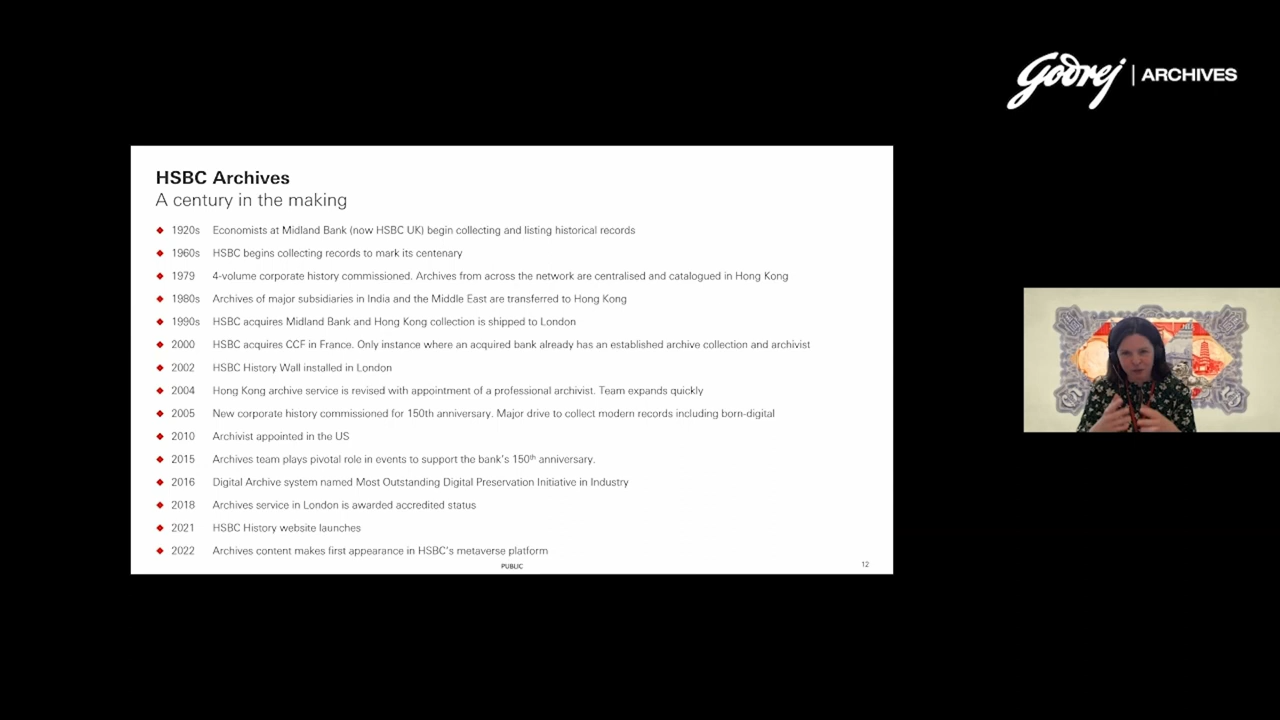 Godrej | ARCHIVES
HSBC Archives
A century in the making
1920s Economists at Midland Bank (now HSBC UK) begin collecting and listing historical records
1960s HSBC begins collecting records to mark its centenary
1979 4-volume corporate history commissioned. Archives from across the network are centralised and catalogued in Hong Kong
1980s Archives of major subsidiaries in India and the Middle East are transferred to Hong Kong
1990s HSBC acquires Midland Bank and Hong Kong collection is shipped to London
2000 HSBC acquires CCF in France. Only instance where an acquired bank already has an established archive collection and archivist
2002 HSBC History Wall installed in London
2004 Hong Kong archive service is revised with appointment of a professional archivist. Team expands quickly
2005 New corporate history commissioned for 150th anniversary. Major drive to collect modern records including born-digital
2010 Archivist appointed in the US
2015 Archives team plays pivotal role in events to support the bank's 150th anniversary.
2016 Digital Archive system named Most Outstanding Digital Preservation Initiative in Industry
2018 Archives service in London is awarded accredited status
2021 HSBC History website launches
2022 Archives content makes first appearance in HSBC's metaverse platform
PUBLIC
12